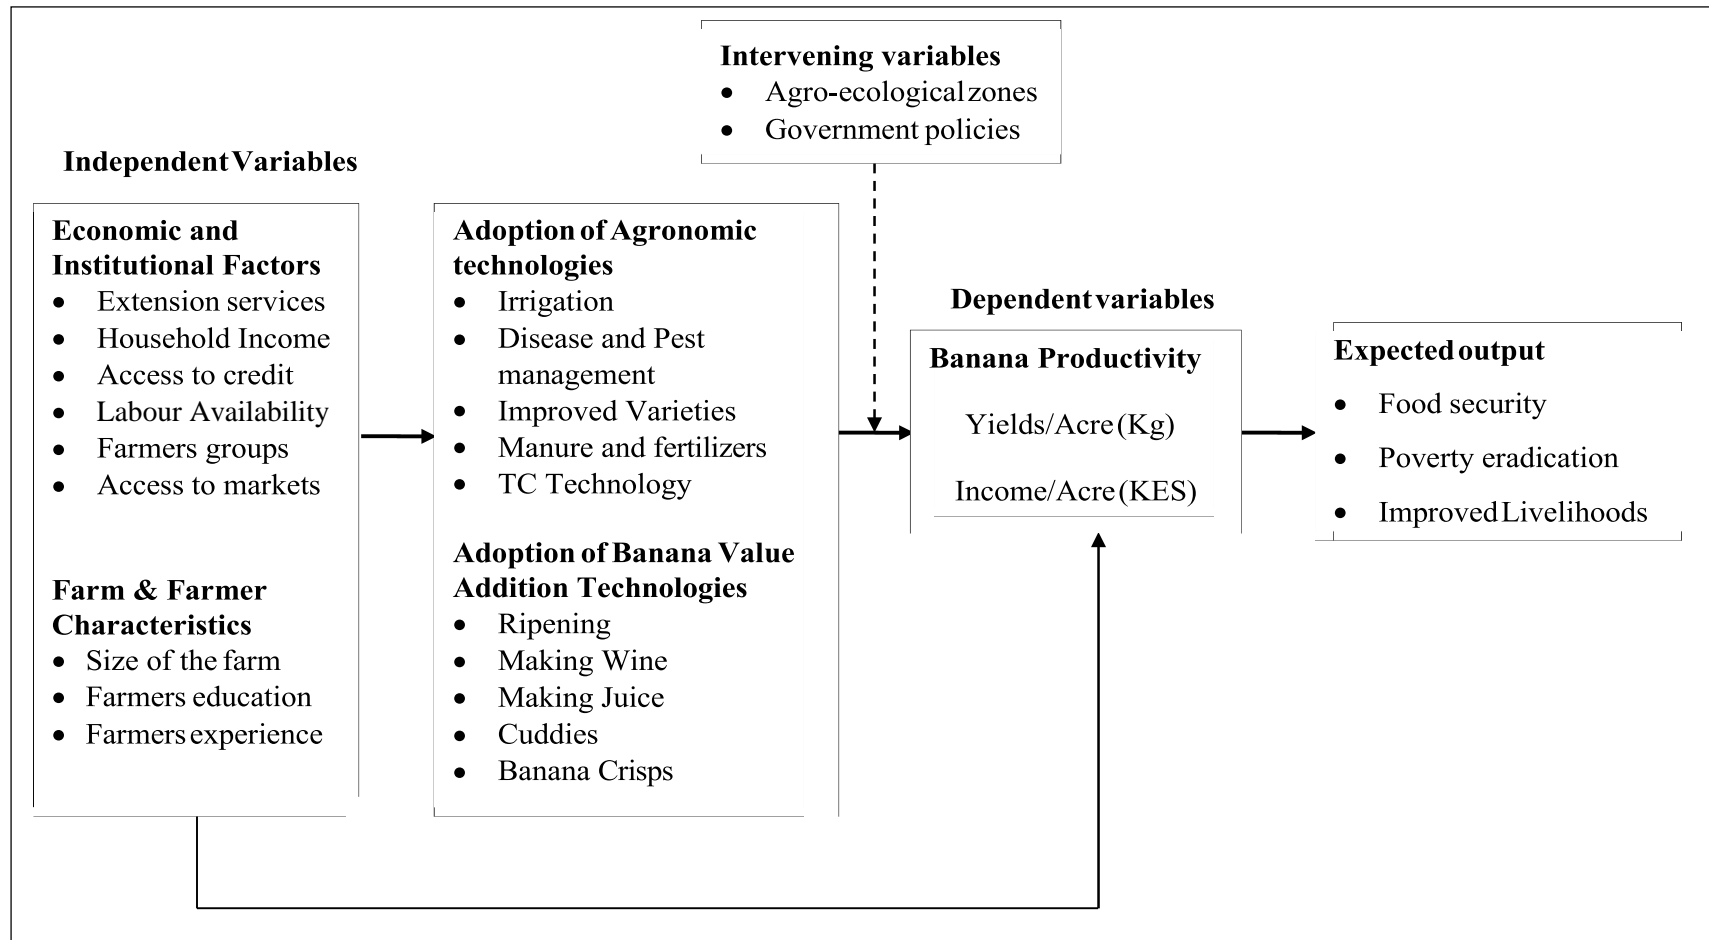 Intervening variables
• Agro-ecological zones
• Government policies
Independent Variables
Economic and
Institutional Factors
• Extension services
• Household Income
• Access to credit
• Labour Availability
• Farmers groups
• Access to markets
Farm & Farmer
Characteristics
• Size of the farm
• Farmers education
• Farmers experience
Adoption of Agronomic
technologies
• Irrigation
• Disease and Pest
management
• Improved Varieties
• Manure and fertilizers
• TC Technology
Adoption of Banana Value
Addition Technologies
• Ripening
• Making Wine
• Making Juice
• Cuddies
• Banana Crisps
Dependent variables
Banana Productivity
Yields/Acre (Kg)
Income/Acre (KES)
Expected output
• Food security
• Poverty eradication
• Improved Livelihoods